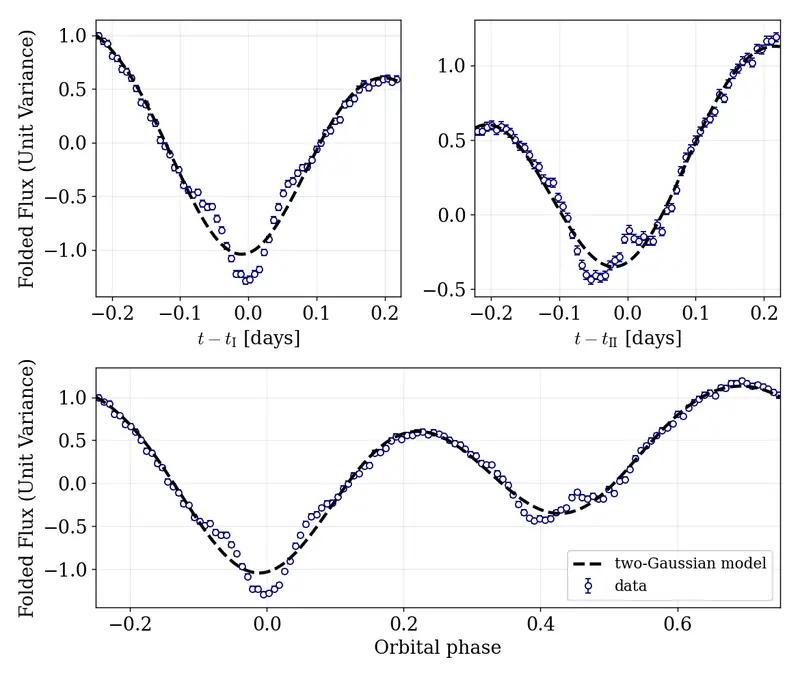 Folded Flux (Unit Variance)
1.0
0.5
0.0
−0.5
−1.0
−0.2 −0.1 0.0 0.1 0.2
t − tI [days]
1.0
0.5
0.0
−0.5
−0.2 −0.1 0.0 0.1 0.2
t − tII [days]
Folded Flux (Unit Variance)
1.0
0.5
0.0
−0.5
−1.0
two-Gaussian model
data
−0.2 0.0 0.2 0.4 0.6
Orbital phase